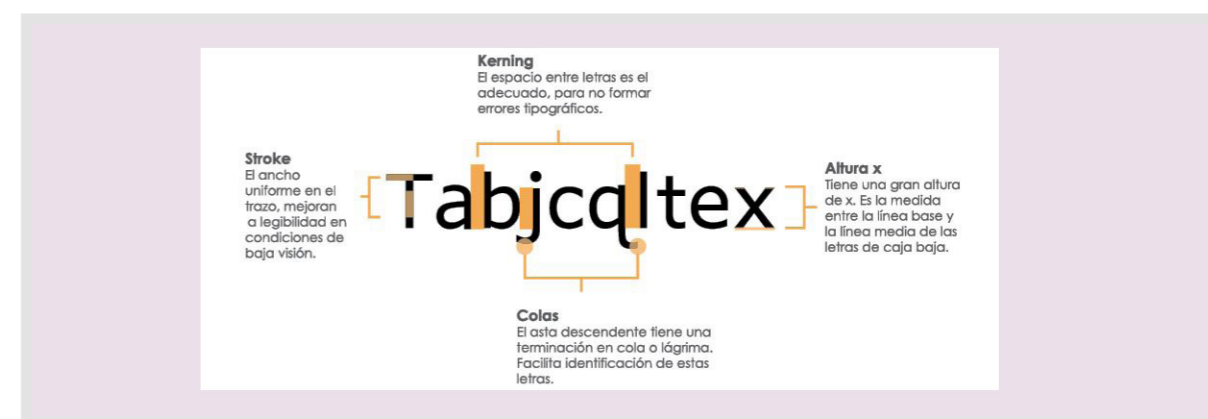 Kerning
El espacio entre letras es el
adecuado, para no formar
errores tipográficos.
Stroke
El ancho
uniforme en el
trazo, mejoran
a legibilidad en
condiciones de
baja visión.
Tabjcqltex
Altura x
Tiene una gran altura
de x. Es la medida
entre la línea base y
la línea media de las
letras de caja baja.
Colas
El asta descendente tiene una
terminación en cola o lágrima.
Facilita identificación de estas
letras.